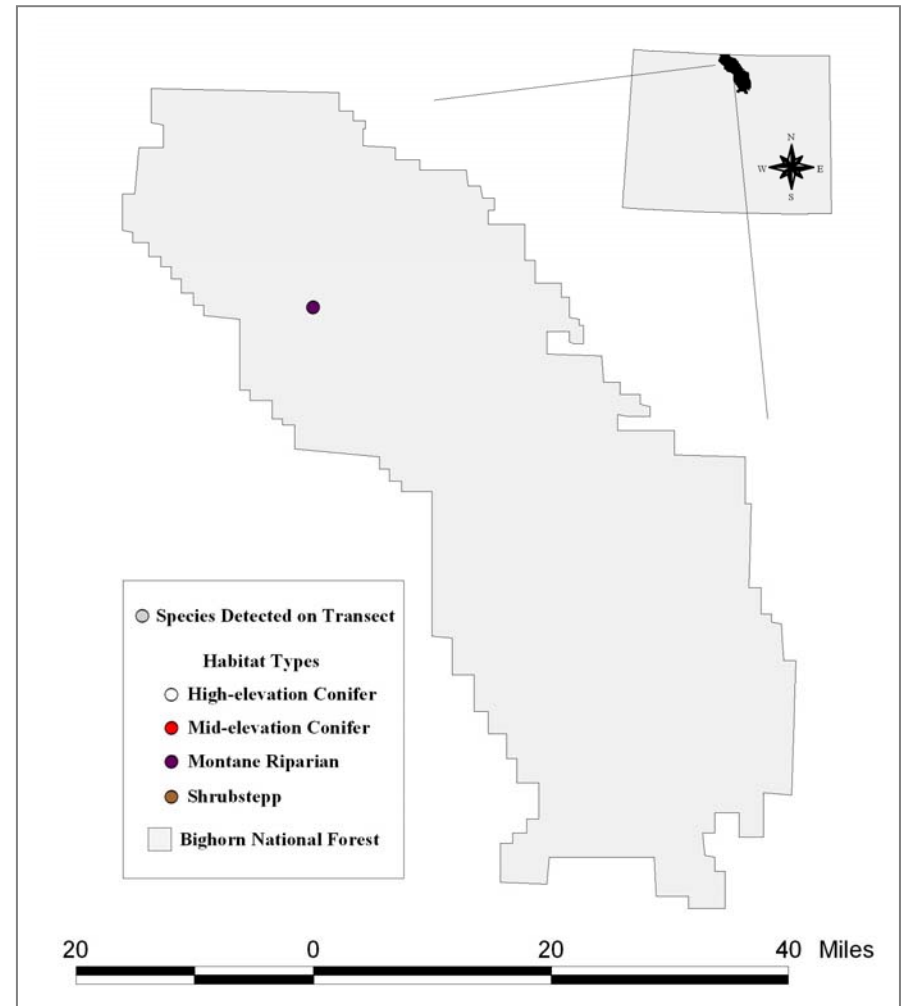 N
W E
S
Species Detected on Transect
Habitat Types
High-elevation Conifer
Mid-elevation Conifer
Montane Riparian
Shrubstepp
Bighorn National Forest
20 0 20 40 Miles